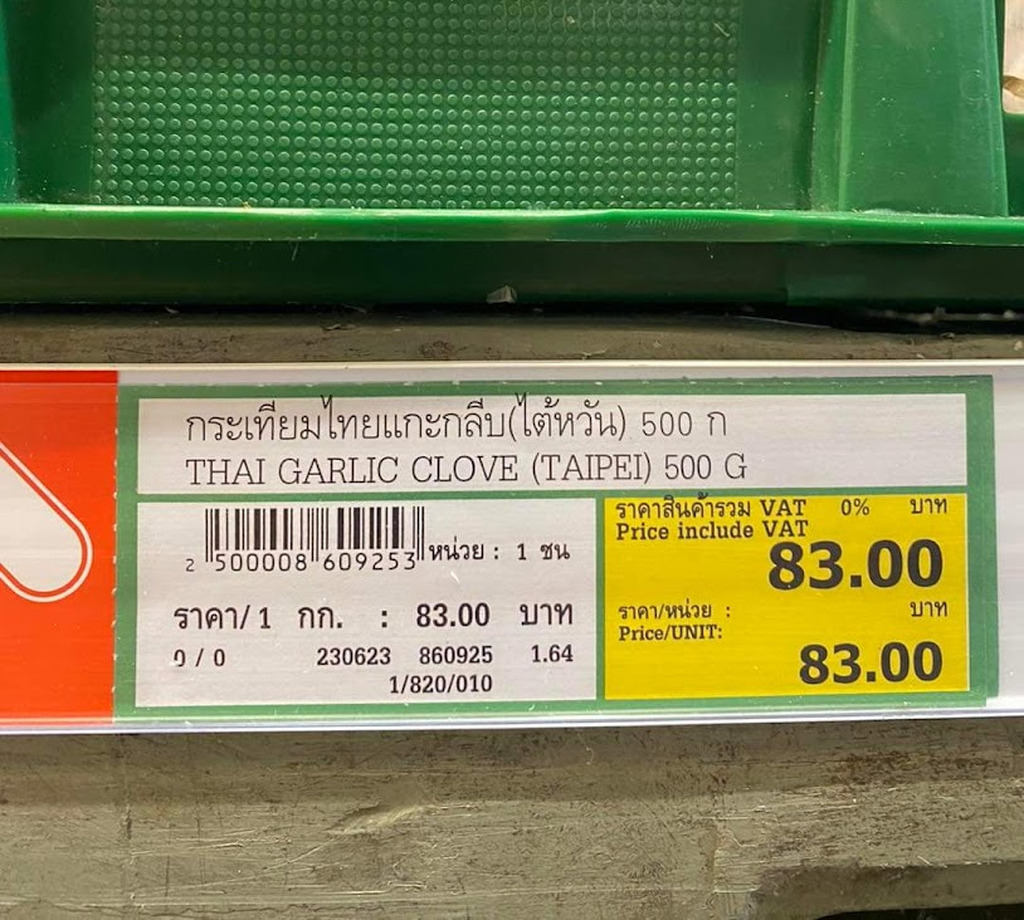 กระเทียมไทยแกะกลีบ(ไต้หวัน) 500 ก
THAI GARLIC CLOVE (TAIPEI) 500 G
2 500008 609253 หน่วย : 1 ชน
ราคา/ 1 กก. : 83.00 บาท
0 / 0 230623 860925 1.64
1/820/010
ราคาสินค้ารวม VAT 0% บาท
Price include VAT
83.00
ราคา/หน่วย : บาท
Price/UNIT:
83.00